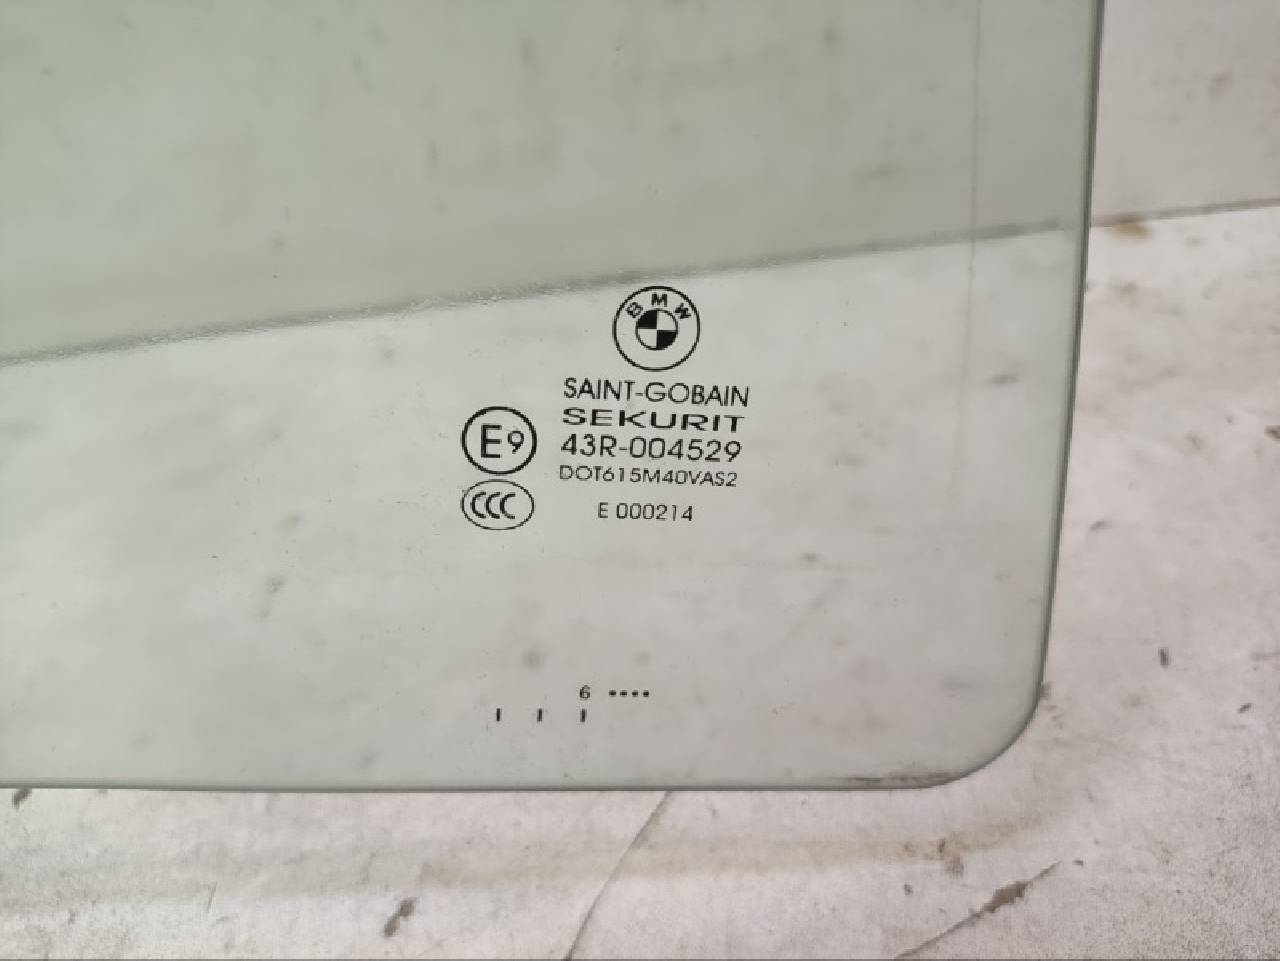 BMW
SAINT-GOBAIN
SEKURIT
E9
43R-004529
DOT615M40VAS2
CCC
E 000214
6 ••••